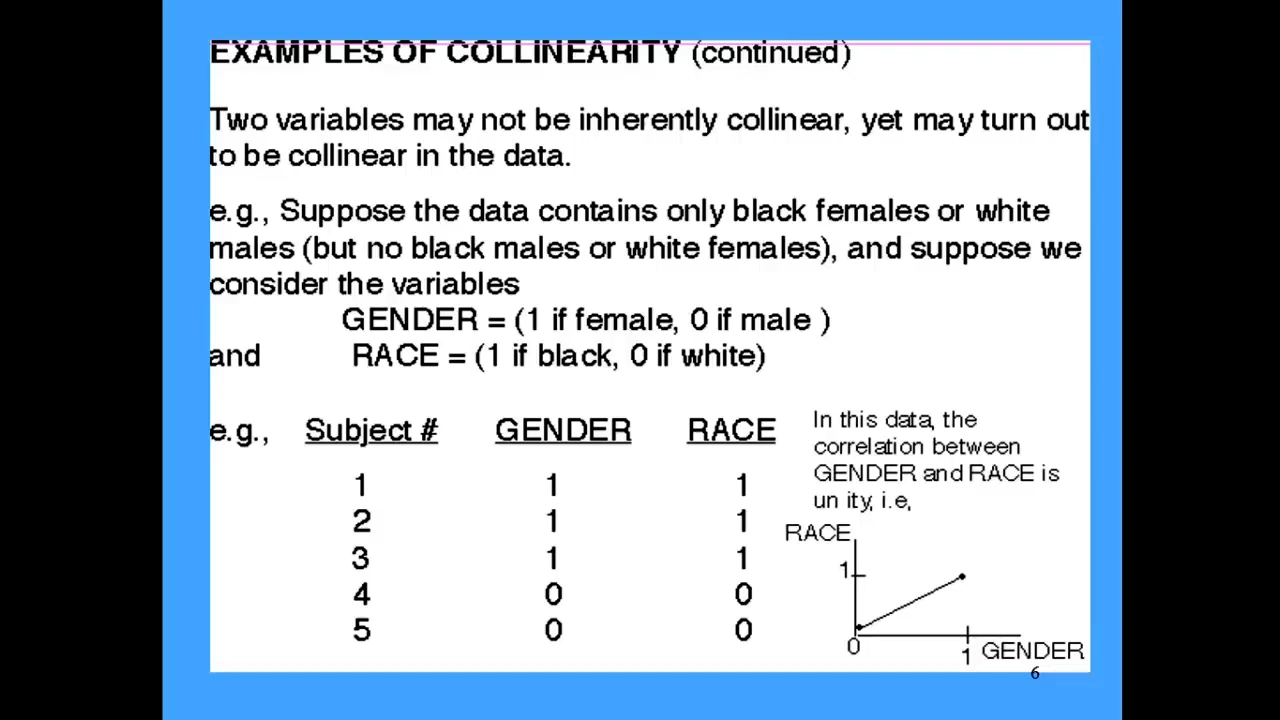 EXAMPLES OF COLLINEARITY (continued)
Two variables may not be inherently collinear, yet may turn out
to be collinear in the data.
e.g., Suppose the data contains only black females or white
males (but no black males or white females), and suppose we
consider the variables
GENDER = (1 if female, 0 if male )
and RACE = (1 if black, 0 if white)
e.g., Subject # GENDER RACE
1 1 1
2 1 1
3 1 1
4 0 0
5 0 0
In this data, the
correlation between
GENDER and RACE is
un ity, i.e,
RACE
1
0
1 GENDER
6